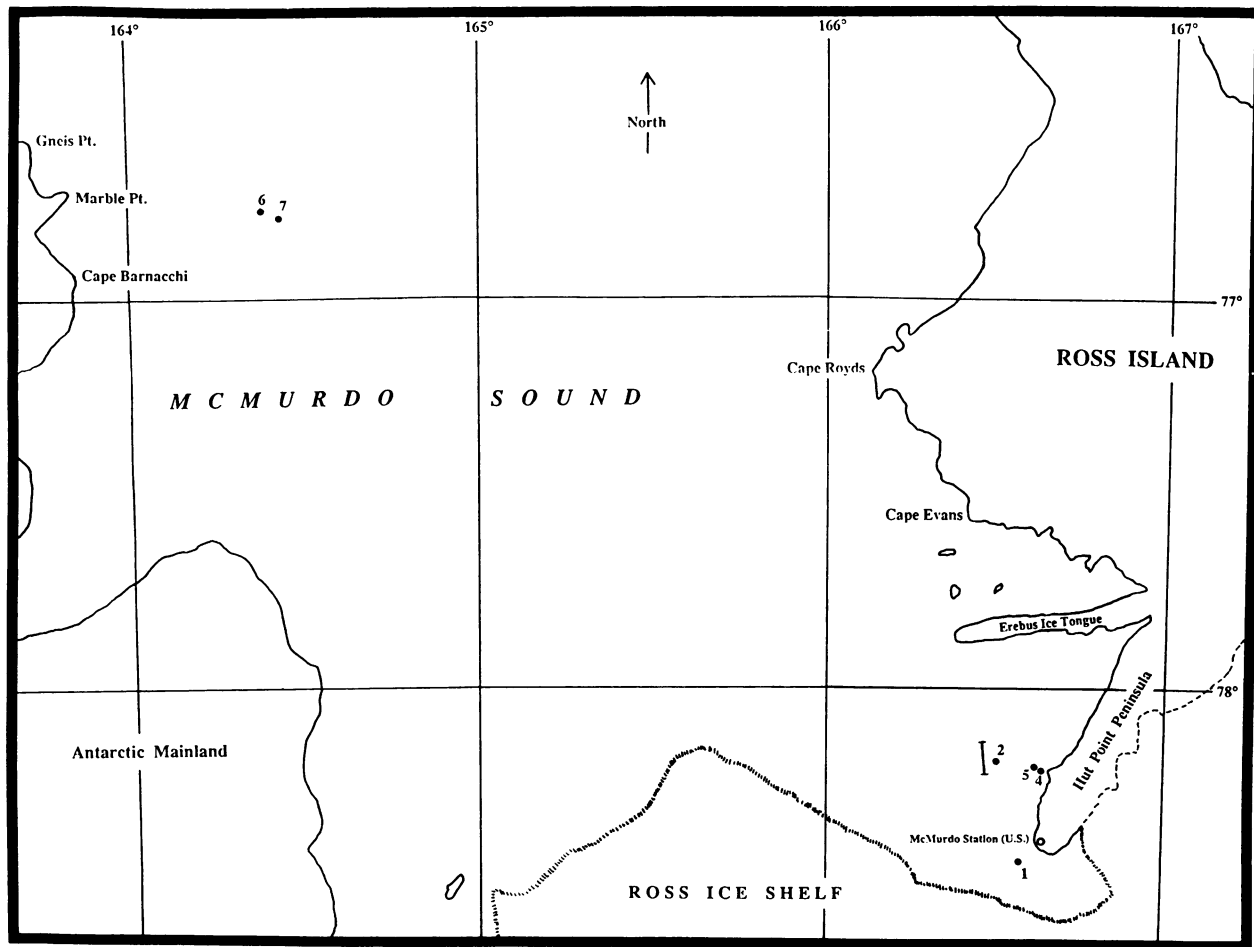 164° 165° 166° 167°
North
Gneis Pt.
Marble Pt.
6 7
Cape Barnacchi
77°
Cape Royds
ROSS ISLAND
MCMURDO SOUND
Cape Evans
Erebus Ice Tongue
78°
Hut Point Peninsula
Antarctic Mainland
2
5 4
McMurdo Station (U.S.)
1
ROSS ICE SHELF